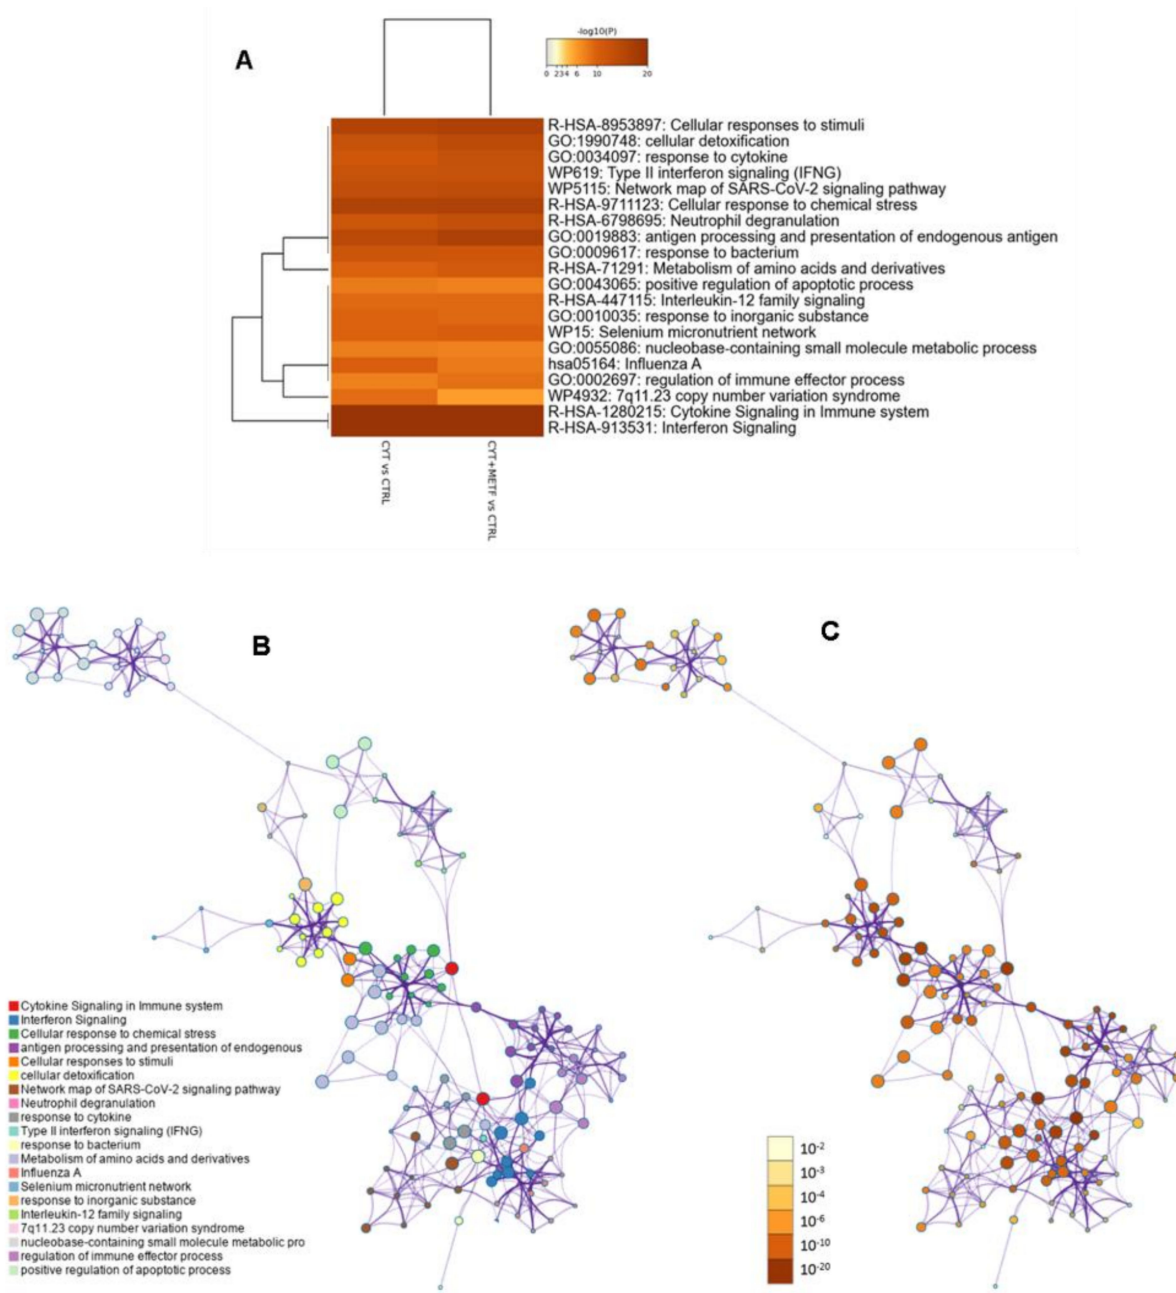 A
-log10(P)
0 2 3 4 6 10 20
R-HSA-8953897: Cellular responses to stimuli
GO:1990748: cellular detoxification
GO:0034097: response to cytokine
WP619: Type II interferon signaling (IFNG)
WP5115: Network map of SARS-CoV-2 signaling pathway
R-HSA-9711123: Cellular response to chemical stress
R-HSA-6798695: Neutrophil degranulation
GO:0019883: antigen processing and presentation of endogenous antigen
GO:0009617: response to bacterium
R-HSA-71291: Metabolism of amino acids and derivatives
GO:0043065: positive regulation of apoptotic process
R-HSA-447115: Interleukin-12 family signaling
GO:0010035: response to inorganic substance
WP15: Selenium micronutrient network
GO:0055086: nucleobase-containing small molecule metabolic process
hsa05164: Influenza A
GO:0002697: regulation of immune effector process
WP4932: 7q11.23 copy number variation syndrome
R-HSA-1280215: Cytokine Signaling in Immune system
R-HSA-913531: Interferon Signaling
CYT vs CTRL
CYT+METF vs CTRL
B
Cytokine Signaling in Immune system
Interferon Signaling
Cellular response to chemical stress
antigen processing and presentation of endogenous
Cellular responses to stimuli
cellular detoxification
Network map of SARS-CoV-2 signaling pathway
Neutrophil degranulation
response to cytokine
Type II interferon signaling (IFNG)
response to bacterium
Metabolism of amino acids and derivatives
Influenza A
Selenium micronutrient network
response to inorganic substance
Interleukin-12 family signaling
7q11.23 copy number variation syndrome
nucleobase-containing small molecule metabolic pro
regulation of immune effector process
positive regulation of apoptotic process
C
10-2
10-3
10-4
10-6
10-10
10-20